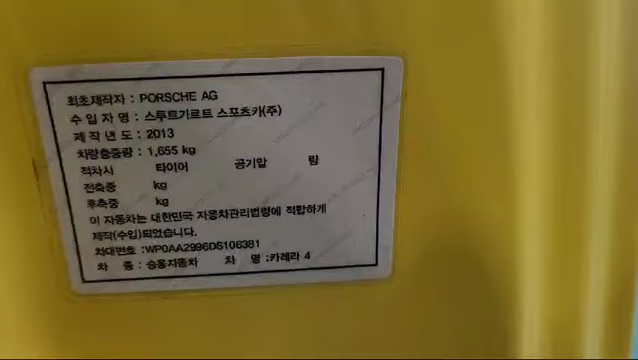 최초제작자 : PORSCHE AG
수 입 자 명 : 스투트가르트 스포츠카(주)
제 작 년 도 : 2013
차량총중량 : 1,655 kg
적차시 타이어 공기압 림
전축중 kg
후축중 kg
이 자동차는 대한민국 자동차관리법령에 적합하게
제작(수입)되었습니다.
차대번호 :WP0AA2996DS106381
차 종 : 승용자동차 차 명 :카레라 4